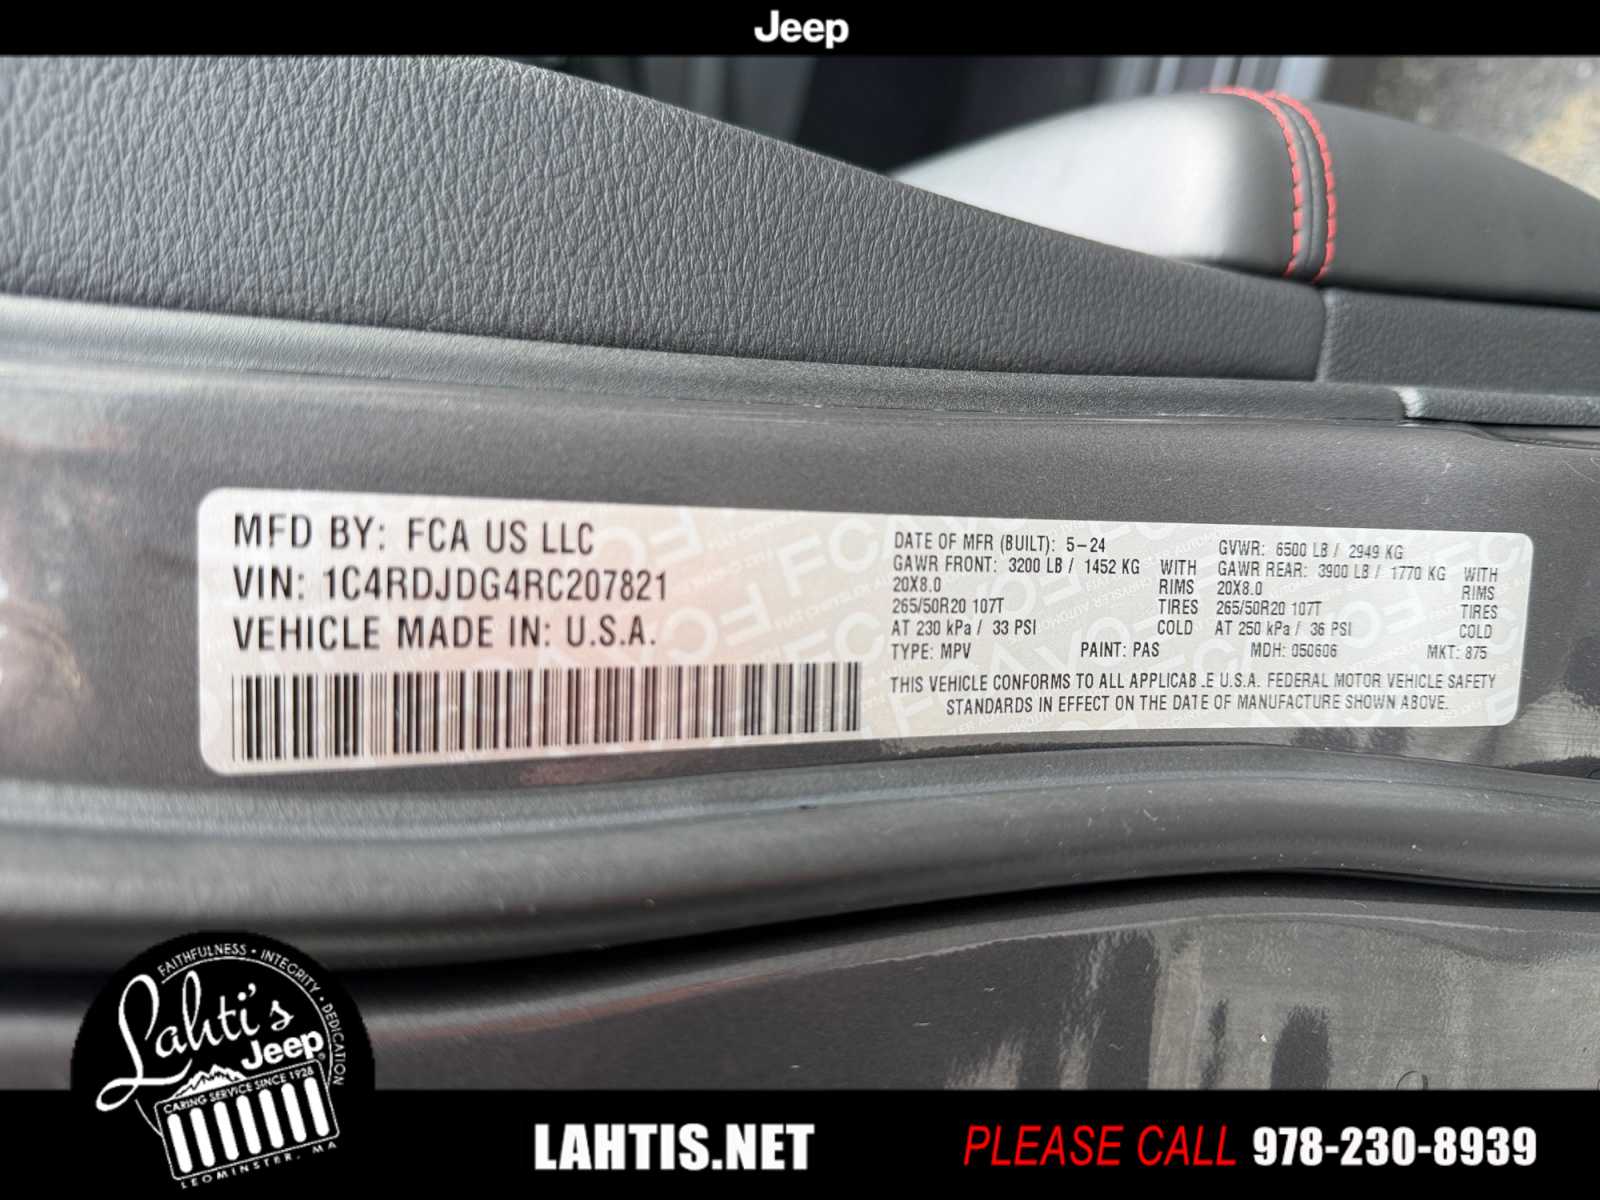 Jeep
MFD BY: FCA US LLC
VIN: 1C4RDJDG4RC207821
VEHICLE MADE IN: U.S.A.
DATE OF MFR (BUILT): 5-24
GAWR FRONT: 3200 LB / 1452 KG WITH
20X8.0 RIMS
265/50R20 107T TIRES
AT 230 kPa / 33 PSI COLD
GVWR: 6500 LB / 2949 KG
GAWR REAR: 3900 LB / 1770 KG WITH
20X8.0 RIMS
265/50R20 107T TIRES
AT 250 kPa / 36 PSI COLD
TYPE: MPV PAINT: PAS MDH: 050606 MKT: 875
THIS VEHICLE CONFORMS TO ALL APPLICAB.E U.S.A. FEDERAL MOTOR VEHICLE SAFETY
STANDARDS IN EFFECT ON THE DATE OF MANUFACTURE SHOWN ABOVE.
FAITHFULNESS • INTEGRITY • DEDICATION
Lahti's
Jeep
CARING SERVICE SINCE 1928
LEOMINSTER, MA
LAHTIS.NET
PLEASE CALL 978-230-8939